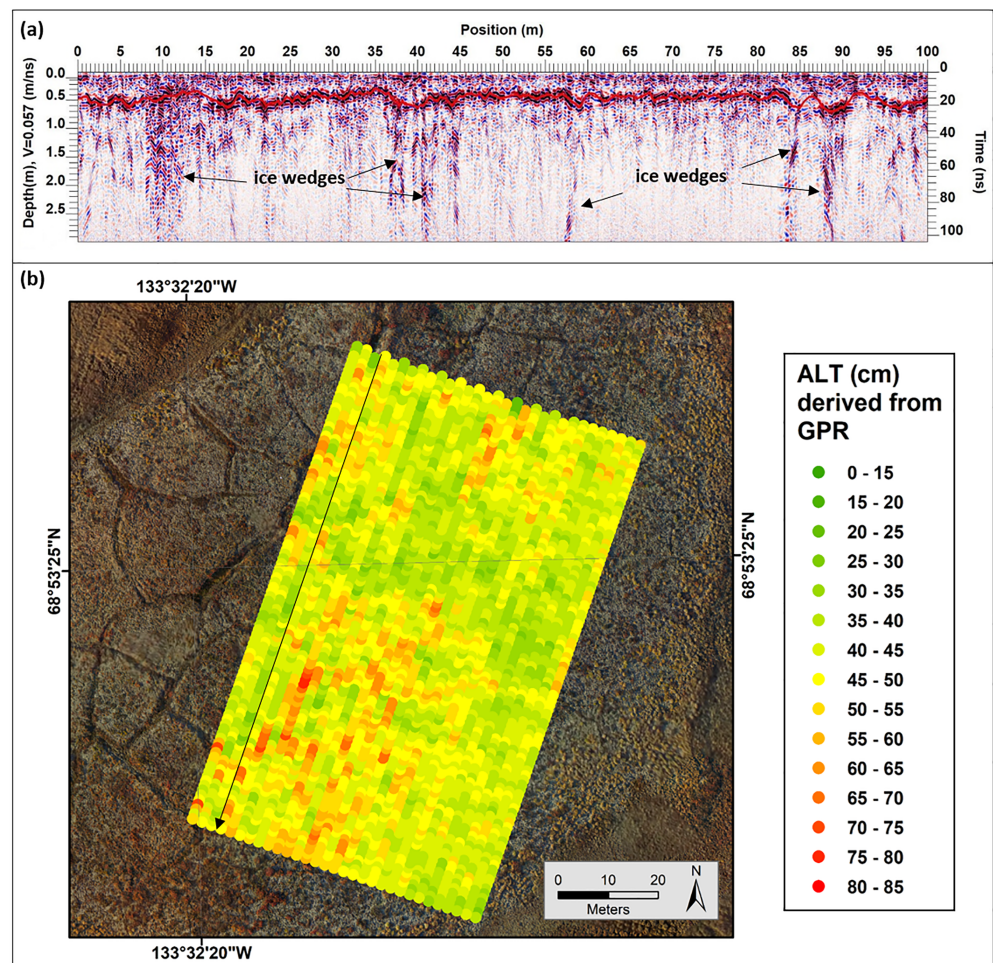 (a)
Position (m)
0 5 10 15 20 25 30 35 40 45 50 55 60 65 70 75 80 85 90 95 100
Depth(m), V=0.057 (m/ns)
0.0
0.5
1.0
1.5
2.0
2.5
0
20
40
60
80
100
Time (ns)
ice wedges
ice wedges
(b)
133°32'20"W
68°53'25"N
68°53'25"N
133°32'20"W
ALT (cm)
derived from
GPR
0 - 15
15 - 20
20 - 25
25 - 30
30 - 35
35 - 40
40 - 45
45 - 50
50 - 55
55 - 60
60 - 65
65 - 70
70 - 75
75 - 80
80 - 85
0 10 20
Meters
N